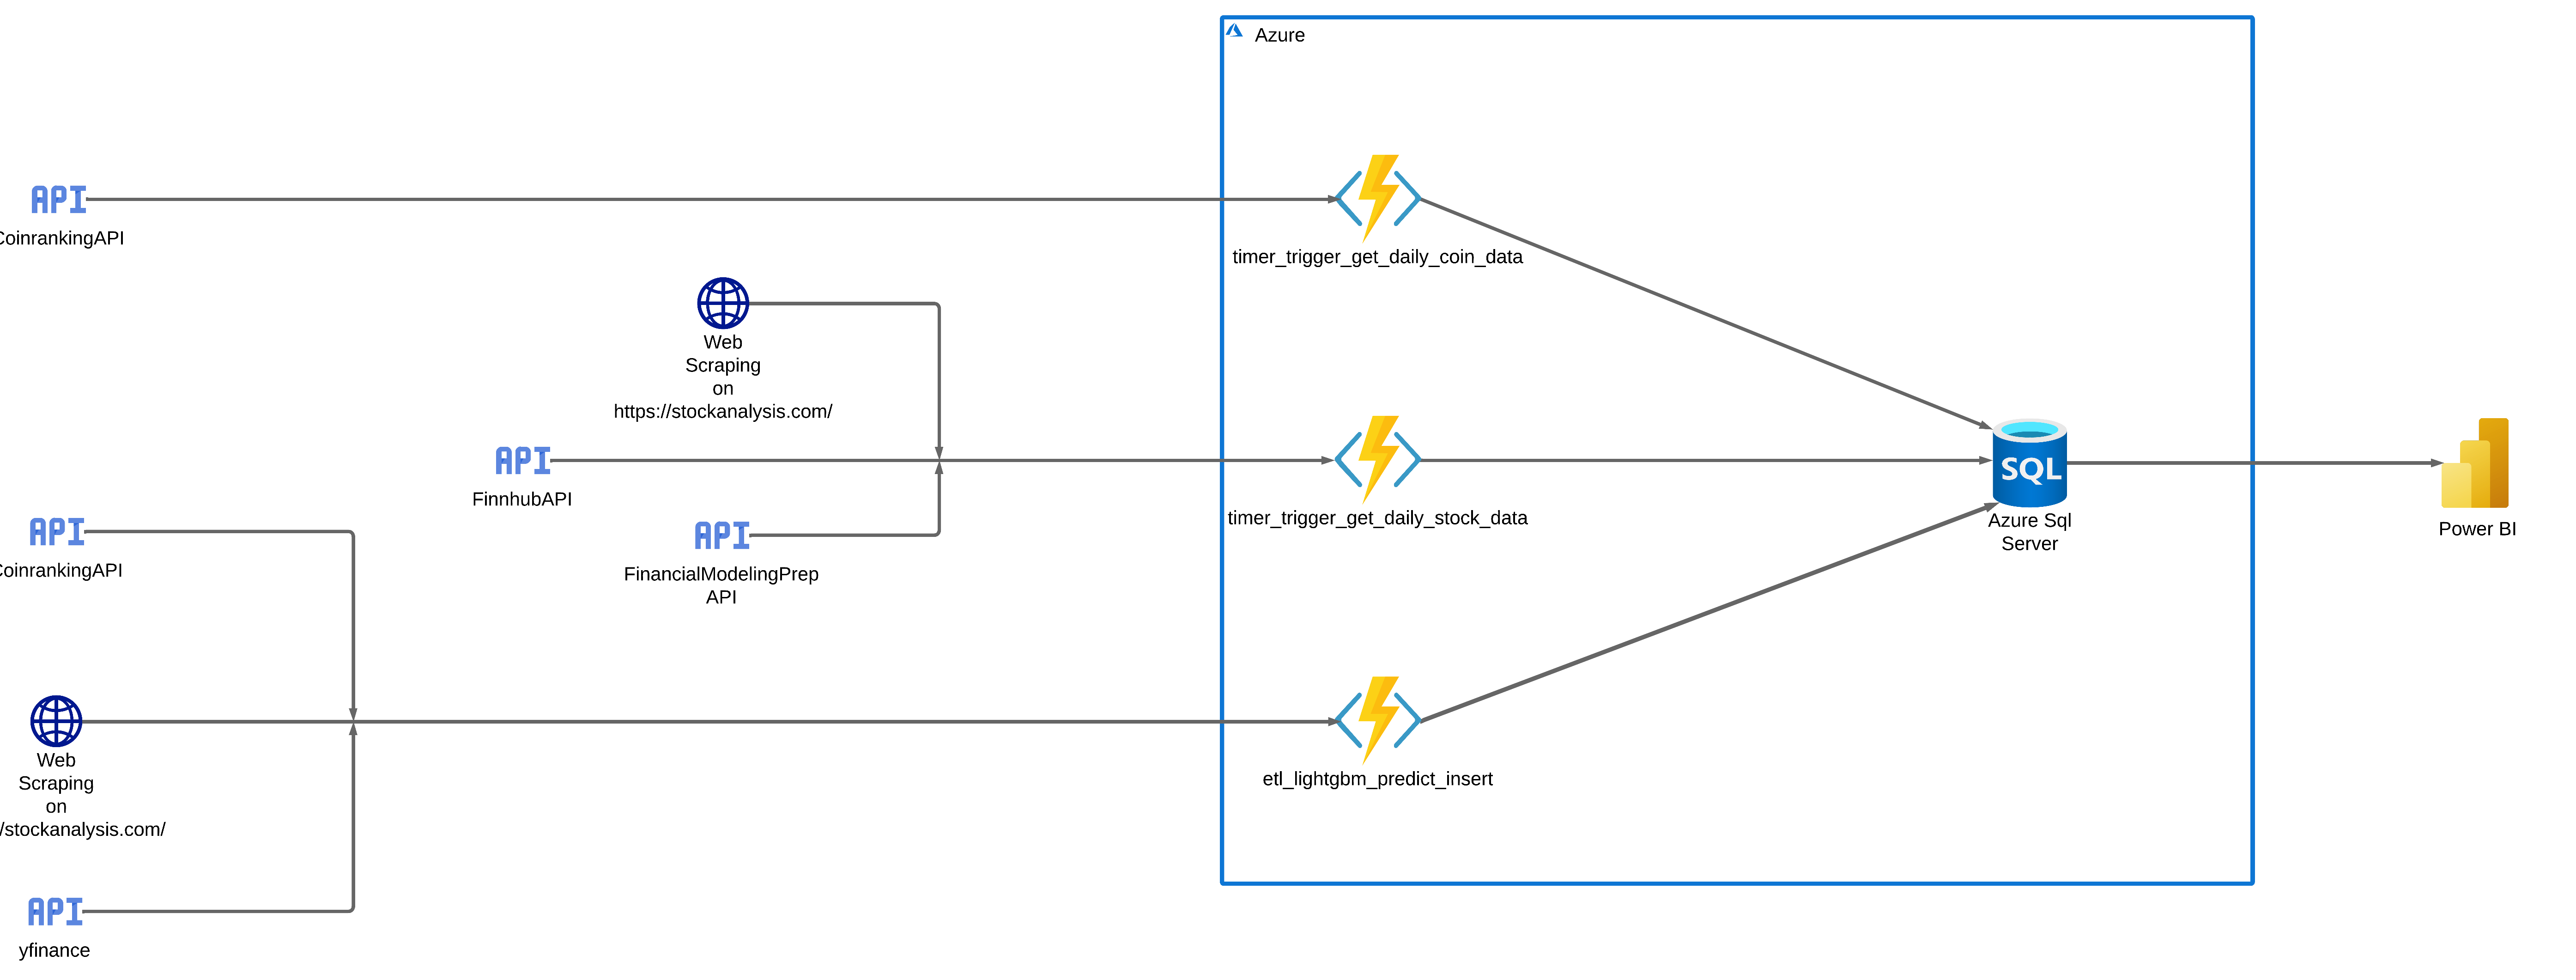 Azure
API
CoinrankingAPI
timer_trigger_get_daily_coin_data
Web
Scraping
on
https://stockanalysis.com/
API
FinnhubAPI
timer_trigger_get_daily_stock_data
SQL
Azure Sql
Server
Power BI
API
CoinrankingAPI
API
FinancialModelingPrep
API
Web
Scraping
on
/stockanalysis.com/
etl_lightgbm_predict_insert
API
yfinance